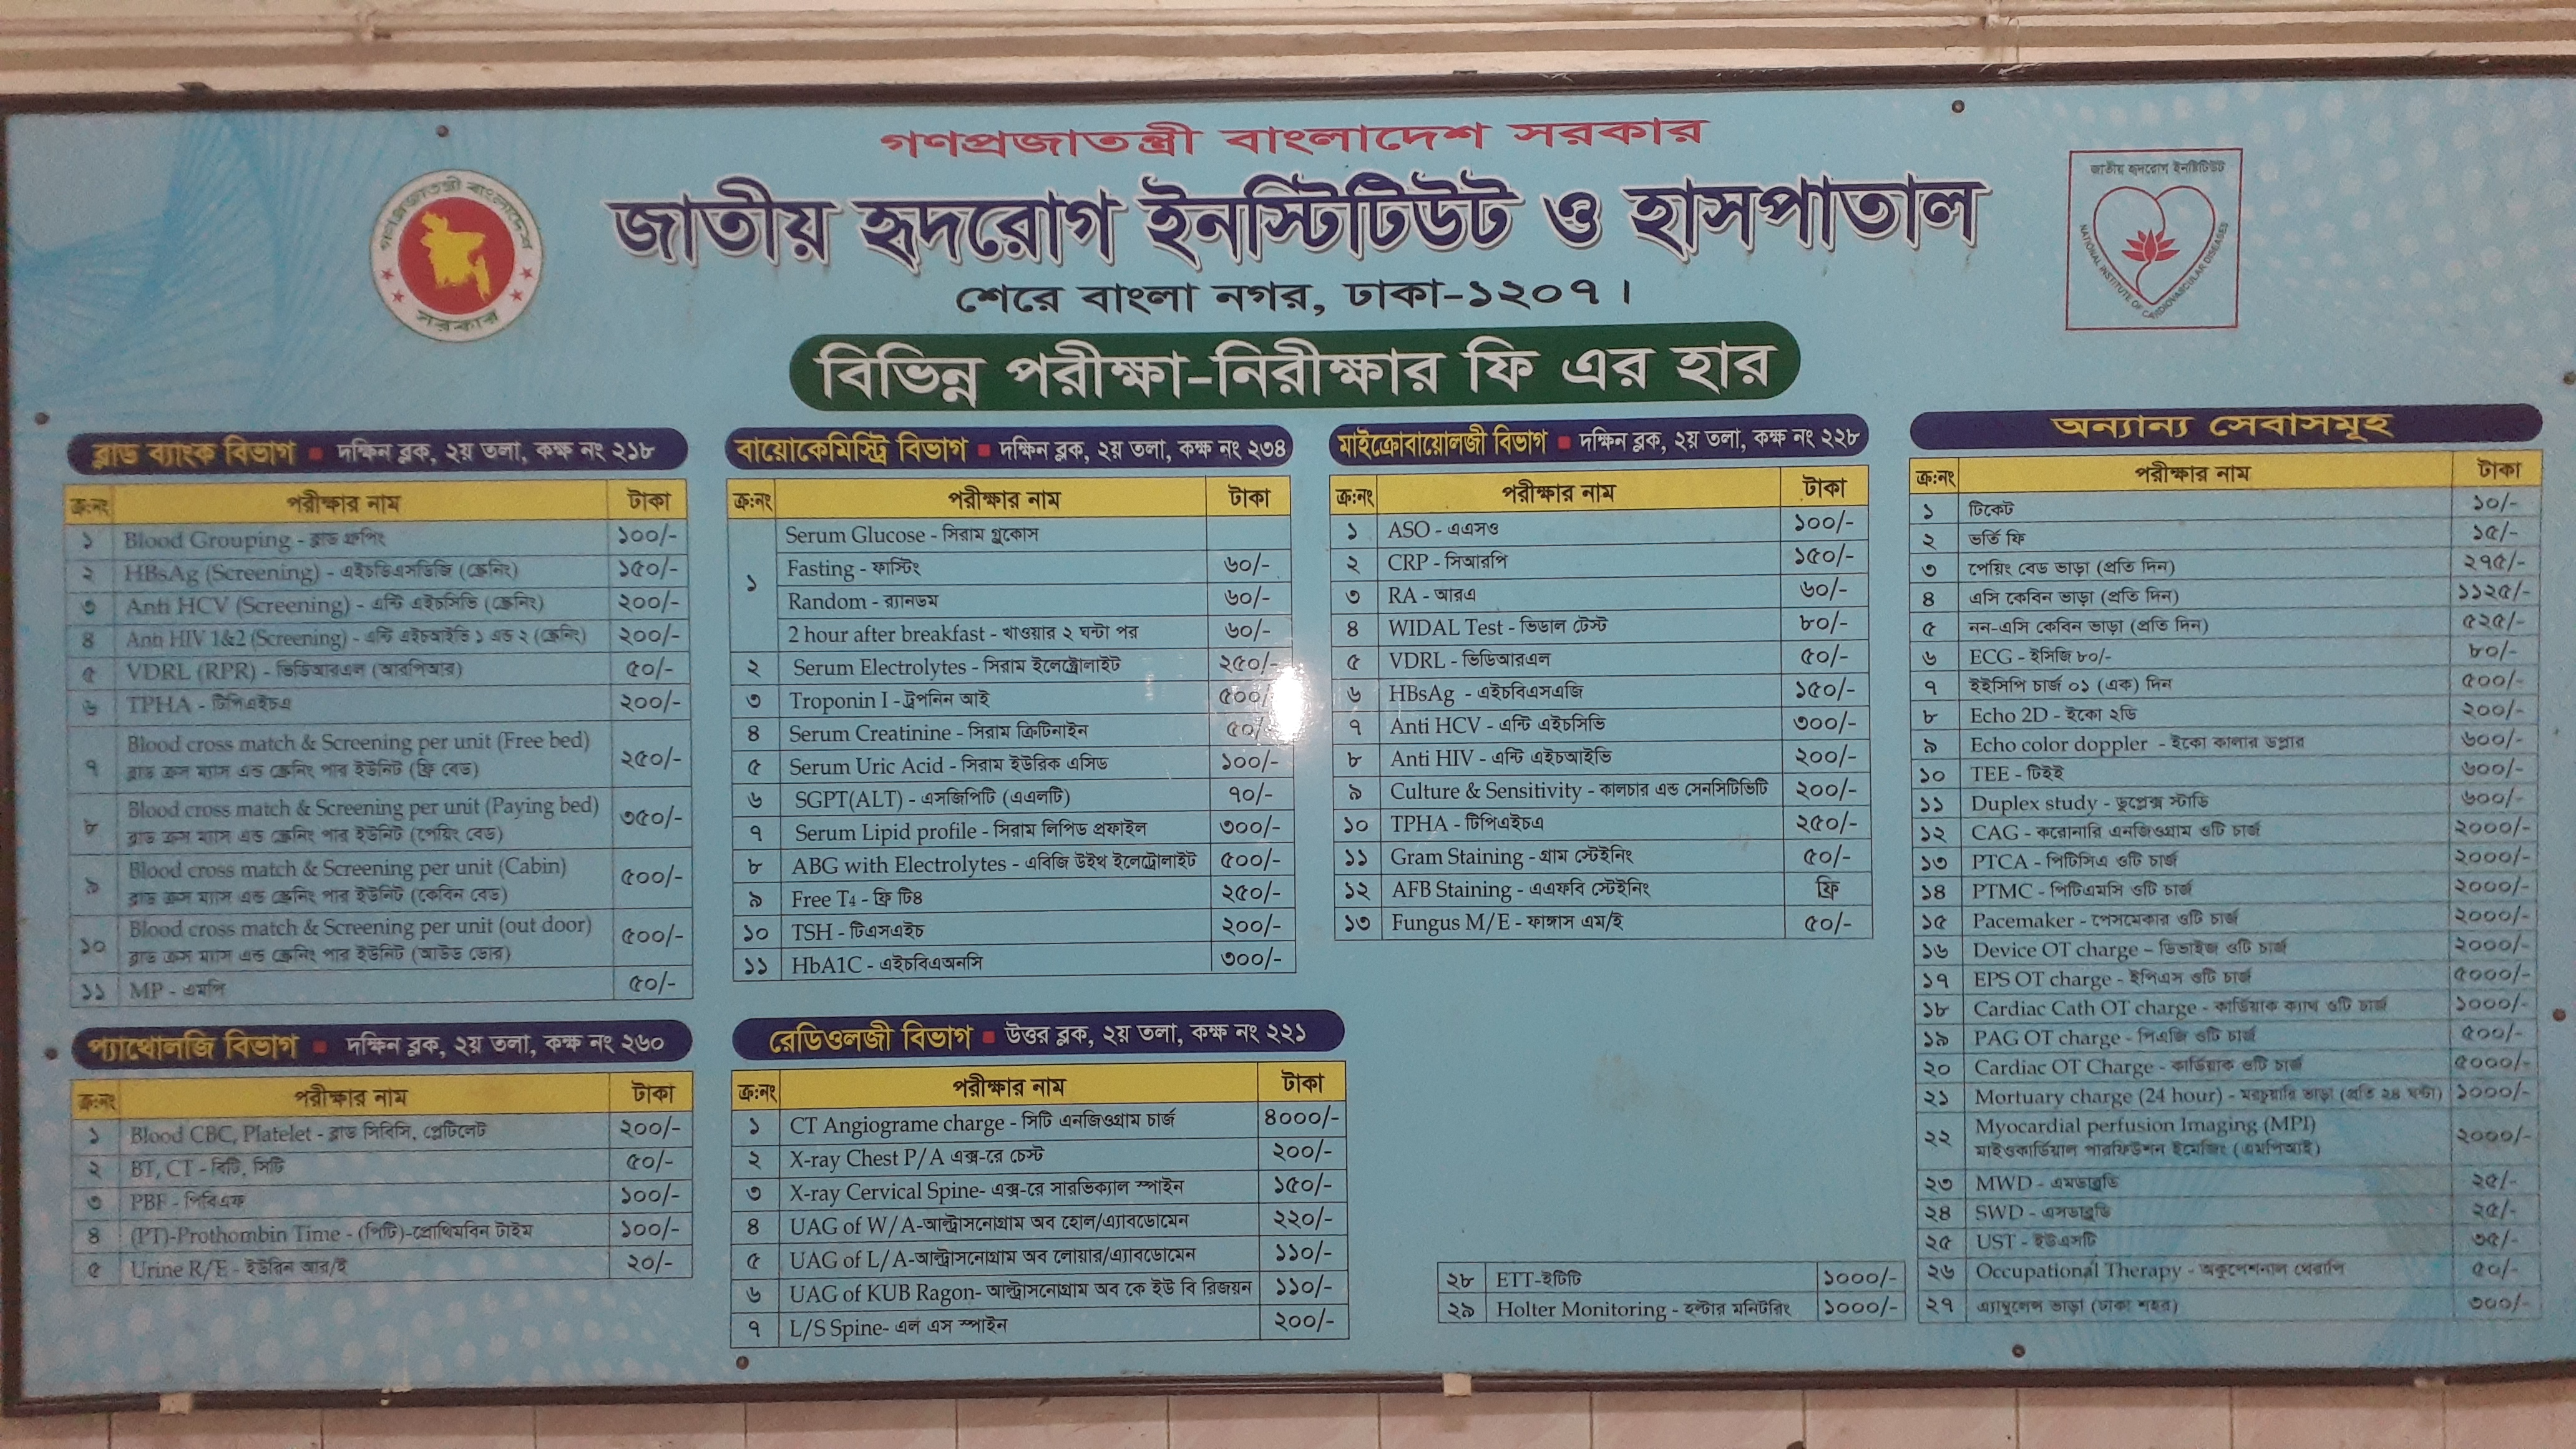 গণপ্রজাতন্ত্রী বাংলাদেশ সরকার
জাতীয় হৃদরোগ ইনস্টিটিউট ও হাসপাতাল
শেরে বাংলা নগর, ঢাকা-১২০৭।
বিভিন্ন পরীক্ষা-নিরীক্ষার ফি এর হার
গণপ্রজাতন্ত্রী বাংলাদেশ
সরকার
জাতীয় হৃদরোগ ইনষ্টিটিউট
NATIONAL INSTITUTE OF CARDIOVASCULAR DISEASES
ব্লাড ব্যাংক বিভাগ ■ দক্ষিন ব্লক, ২য় তলা, কক্ষ নং ২১৮
ক্র:নং পরীক্ষার নাম টাকা
১ Blood Grouping - ব্লাড গ্রুপিং ১০০/-
২ HBsAg (Screening) - এইচভিএসডিজি (স্ক্রেনিং) ১৫০/-
৩ Anti HCV (Screening) - এন্টি এইচসিভি (স্ক্রেনিং) ২০০/-
৪ Anti HIV 1&2 (Screening) - এন্টি এইচআইভি ১ এন্ড ২ (স্ক্রেনিং) ২০০/-
৫ VDRL (RPR) - ভিডিআরএল (আরপিআর) ৫০/-
৬ TPHA - টিপিএইচএ ২০০/-
৭ Blood cross match & Screening per unit (Free bed) ২৫০/-
ব্লাড ক্রস ম্যাস এন্ড স্ক্রেনিং পার ইউনিট (ফ্রি বেড)
৮ Blood cross match & Screening per unit (Paying bed) ৩৫০/-
ব্লাড ক্রস ম্যাস এন্ড স্ক্রেনিং পার ইউনিট (পেয়িং বেড)
৯ Blood cross match & Screening per unit (Cabin) ৫০০/-
ব্লাড ক্রস ম্যাস এন্ড স্ক্রেনিং পার ইউনিট (কেবিন বেড)
১০ Blood cross match & Screening per unit (out door) ৫০০/-
ব্লাড ক্রস ম্যাস এন্ড স্ক্রেনিং পার ইউনিট (আউড ডোর)
১১ MP - এমপি ৫০/-
প্যাথোলজি বিভাগ ■ দক্ষিন ব্লক, ২য় তলা, কক্ষ নং ২৬০
ক্র:নং পরীক্ষার নাম টাকা
১ Blood CBC, Platelet - ব্লাড সিবিসি, প্লেটিলেট ২০০/-
২ BT, CT - বিটি, সিটি ৫০/-
৩ PBF - পিবিএফ ১০০/-
৪ (PT)-Prothombin Time - (পিটি)-প্রোথিমবিন টাইম ১০০/-
৫ Urine R/E - ইউরিন আর/ই ২০/-
বায়োকেমিস্ট্রি বিভাগ ■ দক্ষিন ব্লক, ২য় তলা, কক্ষ নং ২৩৪
ক্র:নং পরীক্ষার নাম টাকা
১ Serum Glucose - সিরাম গ্লুকোস
Fasting - ফাস্টিং ৬০/-
Random - র‍্যানডম ৬০/-
2 hour after breakfast - খাওয়ার ২ ঘন্টা পর ৬০/-
২ Serum Electrolytes - সিরাম ইলেক্ট্রোলাইট ২৫০/-
৩ Troponin I - ট্রপনিন আই ৫০০/
৪ Serum Creatinine - সিরাম ক্রিটিনাইন ৫০/
৫ Serum Uric Acid - সিরাম ইউরিক এসিড ১০০/-
৬ SGPT(ALT) - এসজিপিটি (এএলটি) ৭০/-
৭ Serum Lipid profile - সিরাম লিপিড প্রফাইল ৩০০/-
৮ ABG with Electrolytes - এবিজি উইথ ইলেট্রোলাইট ৫০০/-
৯ Free T4 - ফ্রি টি৪ ২৫০/-
১০ TSH - টিএসএইচ ২০০/-
১১ HbA1C - এইচবিএঅনসি ৩০০/-
রেডিওলজী বিভাগ ■ উত্তর ব্লক, ২য় তলা, কক্ষ নং ২২১
ক্র:নং পরীক্ষার নাম টাকা
১ CT Angiograme charge - সিটি এনজিওগ্রাম চার্জ ৪০০০/-
২ X-ray Chest P/A এক্স-রে চেস্ট ২০০/-
৩ X-ray Cervical Spine- এক্স-রে সারভিক্যাল স্পাইন ১৫০/-
৪ UAG of W/A-আল্ট্রাসনোগ্রাম অব হোল/এ্যাবডোমেন ২২০/-
৫ UAG of L/A-আল্ট্রাসনোগ্রাম অব লোয়ার/এ্যাবডোমেন ১১০/-
৬ UAG of KUB Ragon- আল্ট্রাসনোগ্রাম অব কে ইউ বি রিজয়ন ১১০/-
৭ L/S Spine- এল এস স্পাইন ২০০/-
মাইক্রোবায়োলজী বিভাগ ■ দক্ষিন ব্লক, ২য় তলা, কক্ষ নং ২২৮
ক্র:নং পরীক্ষার নাম টাকা
১ ASO - এএসও ১০০/-
২ CRP - সিআরপি ১৫০/-
৩ RA - আরএ ৬০/-
৪ WIDAL Test - ভিডাল টেস্ট ৮০/-
৫ VDRL - ভিডিআরএল ৫০/-
৬ HBsAg - এইচবিএসএজি ১৫০/-
৭ Anti HCV - এন্টি এইচসিভি ৩০০/-
৮ Anti HIV - এন্টি এইচআইভি ২০০/-
৯ Culture & Sensitivity - কালচার এন্ড সেনসিটিভিটি ২০০/-
১০ TPHA - টিপিএইচএ ২৫০/-
১১ Gram Staining - গ্রাম স্টেইনিং ৫০/-
১২ AFB Staining - এএফবি স্টেইনিং ফ্রি
১৩ Fungus M/E - ফাঙ্গাস এম/ই ৫০/-
অন্যান্য সেবাসমূহ
ক্র:নং পরীক্ষার নাম টাকা
১ টিকেট ১০/-
২ ভর্তি ফি ১৫/-
৩ পেয়িং বেড ভাড়া (প্রতি দিন) ২৭৫/-
৪ এসি কেবিন ভাড়া (প্রতি দিন) ১১২৫/-
৫ নন-এসি কেবিন ভাড়া (প্রতি দিন) ৫২৫/-
৬ ECG - ইসিজি ৮০/- ৮০/-
৭ ইইসিপি চার্জ ০১ (এক) দিন ৫০০/-
৮ Echo 2D - ইকো ২ডি ২০০/-
৯ Echo color doppler - ইকো কালার ডপ্লার ৬০০/-
১০ TEE - টিইই ৬০০/-
১১ Duplex study - ডুপ্লেক্স স্টাডি ৬০০/-
১২ CAG - করোনারি এনজিওগ্রাম ওটি চার্জ ২০০০/-
১৩ PTCA - পিটিসিএ ওটি চার্জ ২০০০/-
১৪ PTMC - পিটিএমসি ওটি চার্জ ২০০০/-
১৫ Pacemaker - পেসমেকার ওটি চার্জ ২০০০/-
১৬ Device OT charge – ডিভাইজ ওটি চার্জ ২০০০/-
১৭ EPS OT charge - ইপিএস ওটি চার্জ ৫০০০/-
১৮ Cardiac Cath OT charge - কার্ডিয়াক ক্যাথ ওটি চার্জ ১০০০/-
১৯ PAG OT charge - পিএজি ওটি চার্জ ৫০০/-
২০ Cardiac OT Charge - কার্ডিয়াক ওটি চার্জ ৫০০০/-
২১ Mortuary charge (24 hour) - মরচুয়ারি ভাড়া (প্রতি ২৪ ঘন্টা) ১০০০/-
২২ Myocardial perfusion Imaging (MPI) ২০০০/-
মাইওকার্ডিয়াল পারফিউশন ইমেজিং (এমপিআই)
২৩ MWD - এমডাব্লুডি ২৫/-
২৪ SWD - এসডাব্লুডি ২৫/-
২৫ UST - ইউএসটি ৩৫/-
২৬ Occupational Therapy - অকুপেশনাল থেরাপি ৫০/-
২৭ এ্যাম্বুলেন্স ভাড়া (ঢাকা শহর) ৩০০/-
২৮ ETT-ইটিটি ১০০০/-
২৯ Holter Monitoring - হল্টার মনিটরিং ১০০০/-